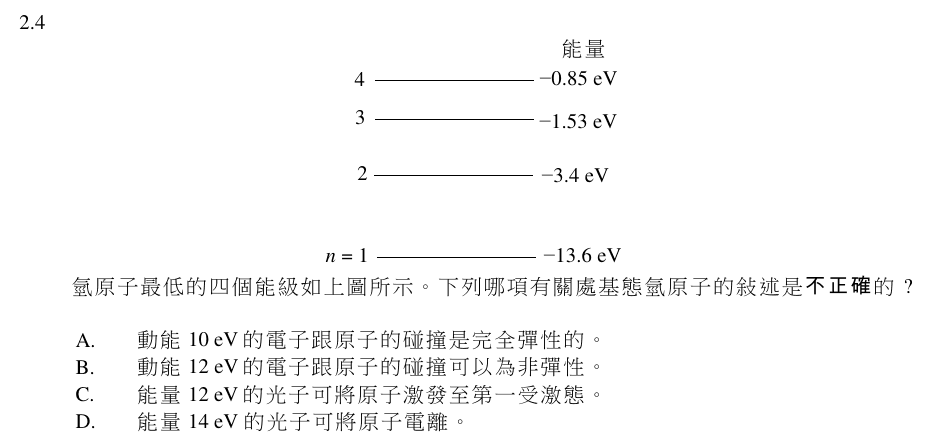 2.4
能量
4 −0.85 eV
3 −1.53 eV
2 −3.4 eV
n = 1 −13.6 eV
氫原子最低的四個能級如上圖所示。下列哪項有關處基態氫原子的敍述是不正確的？
A. 動能 10 eV 的電子跟原子的碰撞是完全彈性的。
B. 動能 12 eV 的電子跟原子的碰撞可以為非彈性。
C. 能量 12 eV 的光子可將原子激發至第一受激態。
D. 能量 14 eV 的光子可將原子電離。